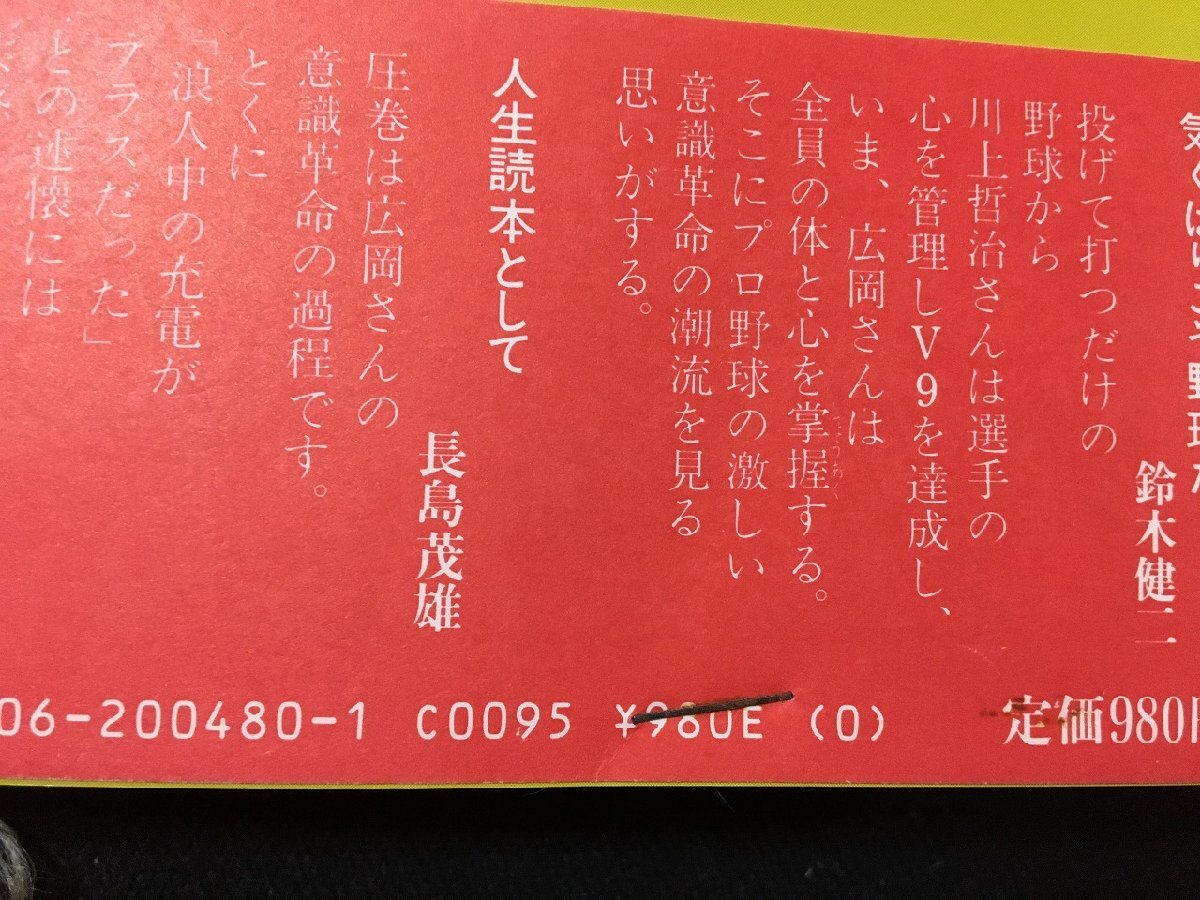 鈴木健二
投げて打つだけの
野球から
川上哲治さんは選手の
心を管理しV9を達成し、
いま、広岡さんは
全員の体と心を掌握する。
そこにプロ野球の激しい
意識革命の潮流を見る
思いがする。
人生読本として
長島茂雄
圧巻は広岡さんの
意識革命の過程です。
とくに
「浪人中の充電が
プラスだった」
との述懐には
06-200480-1 C0095 ¥980E (0)
定価980